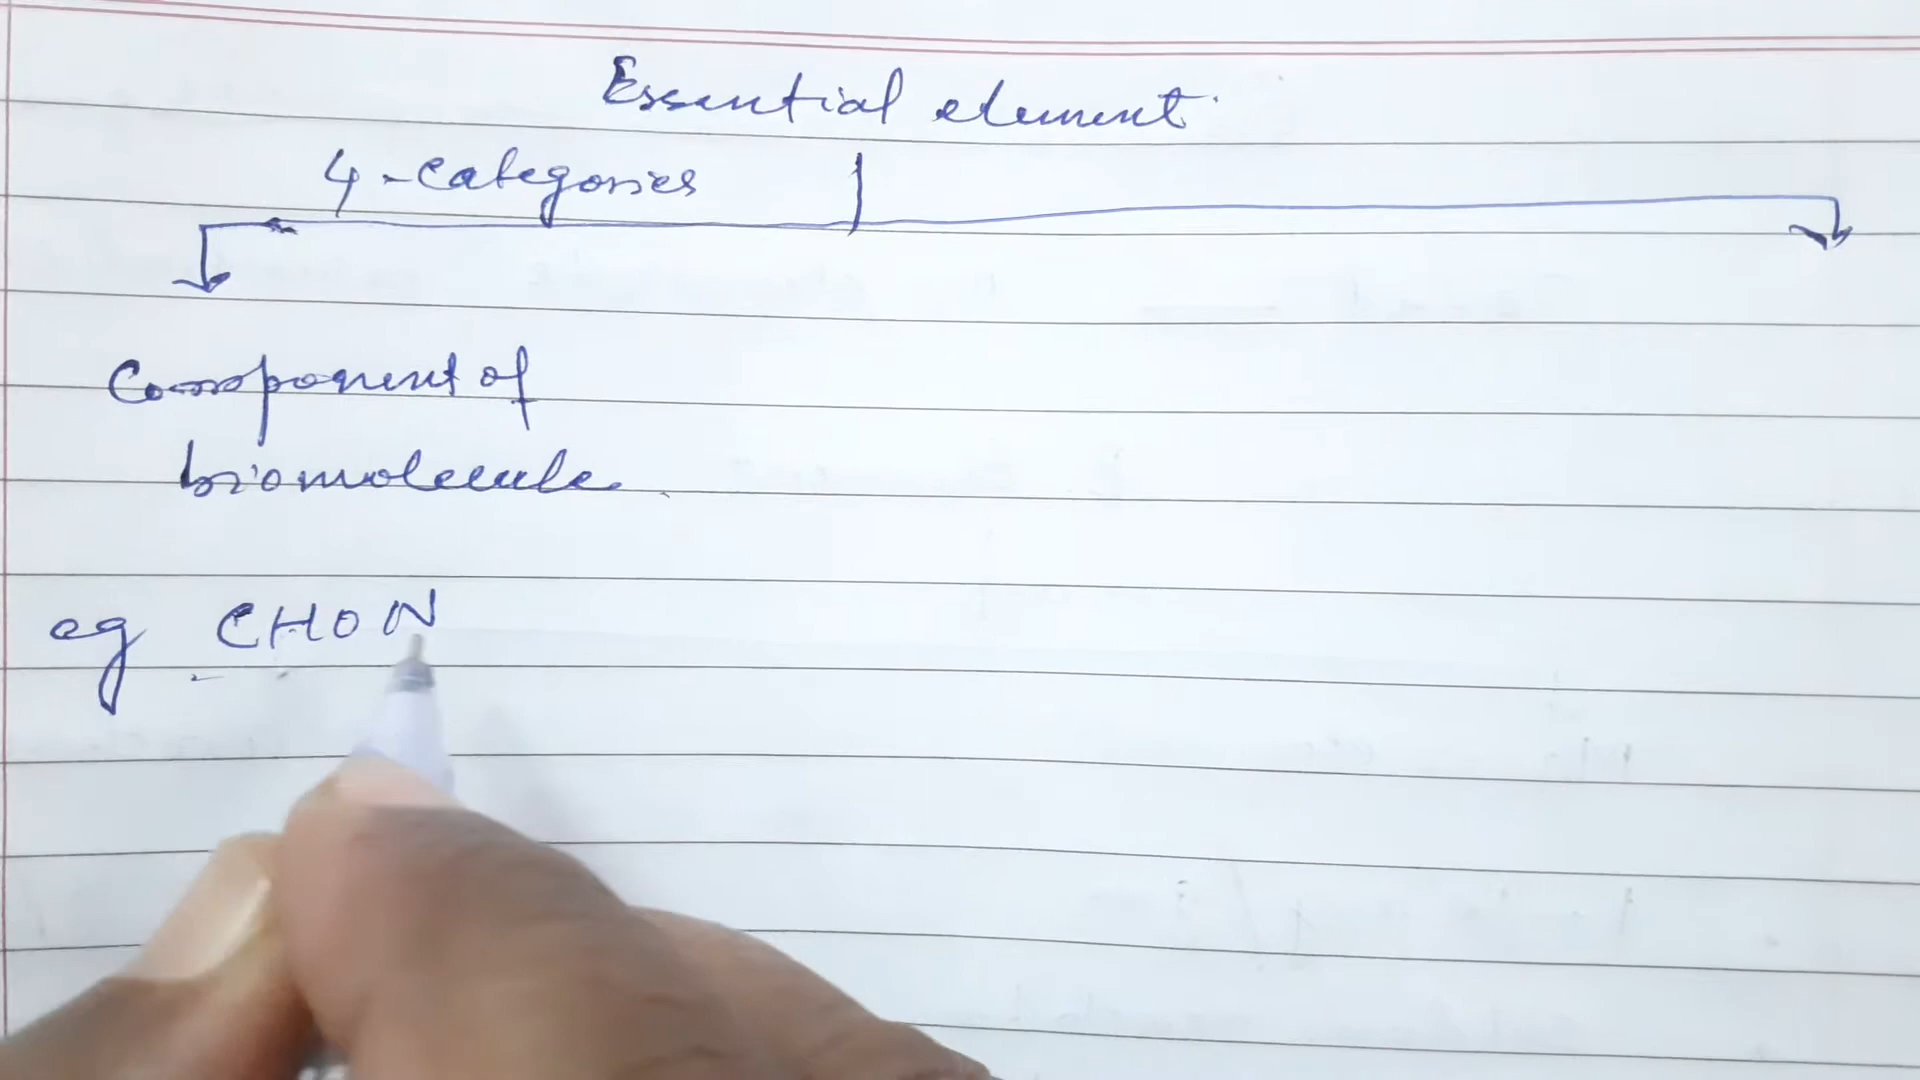 Essential element
4-categories
Component of
biomolecule
eg CHON